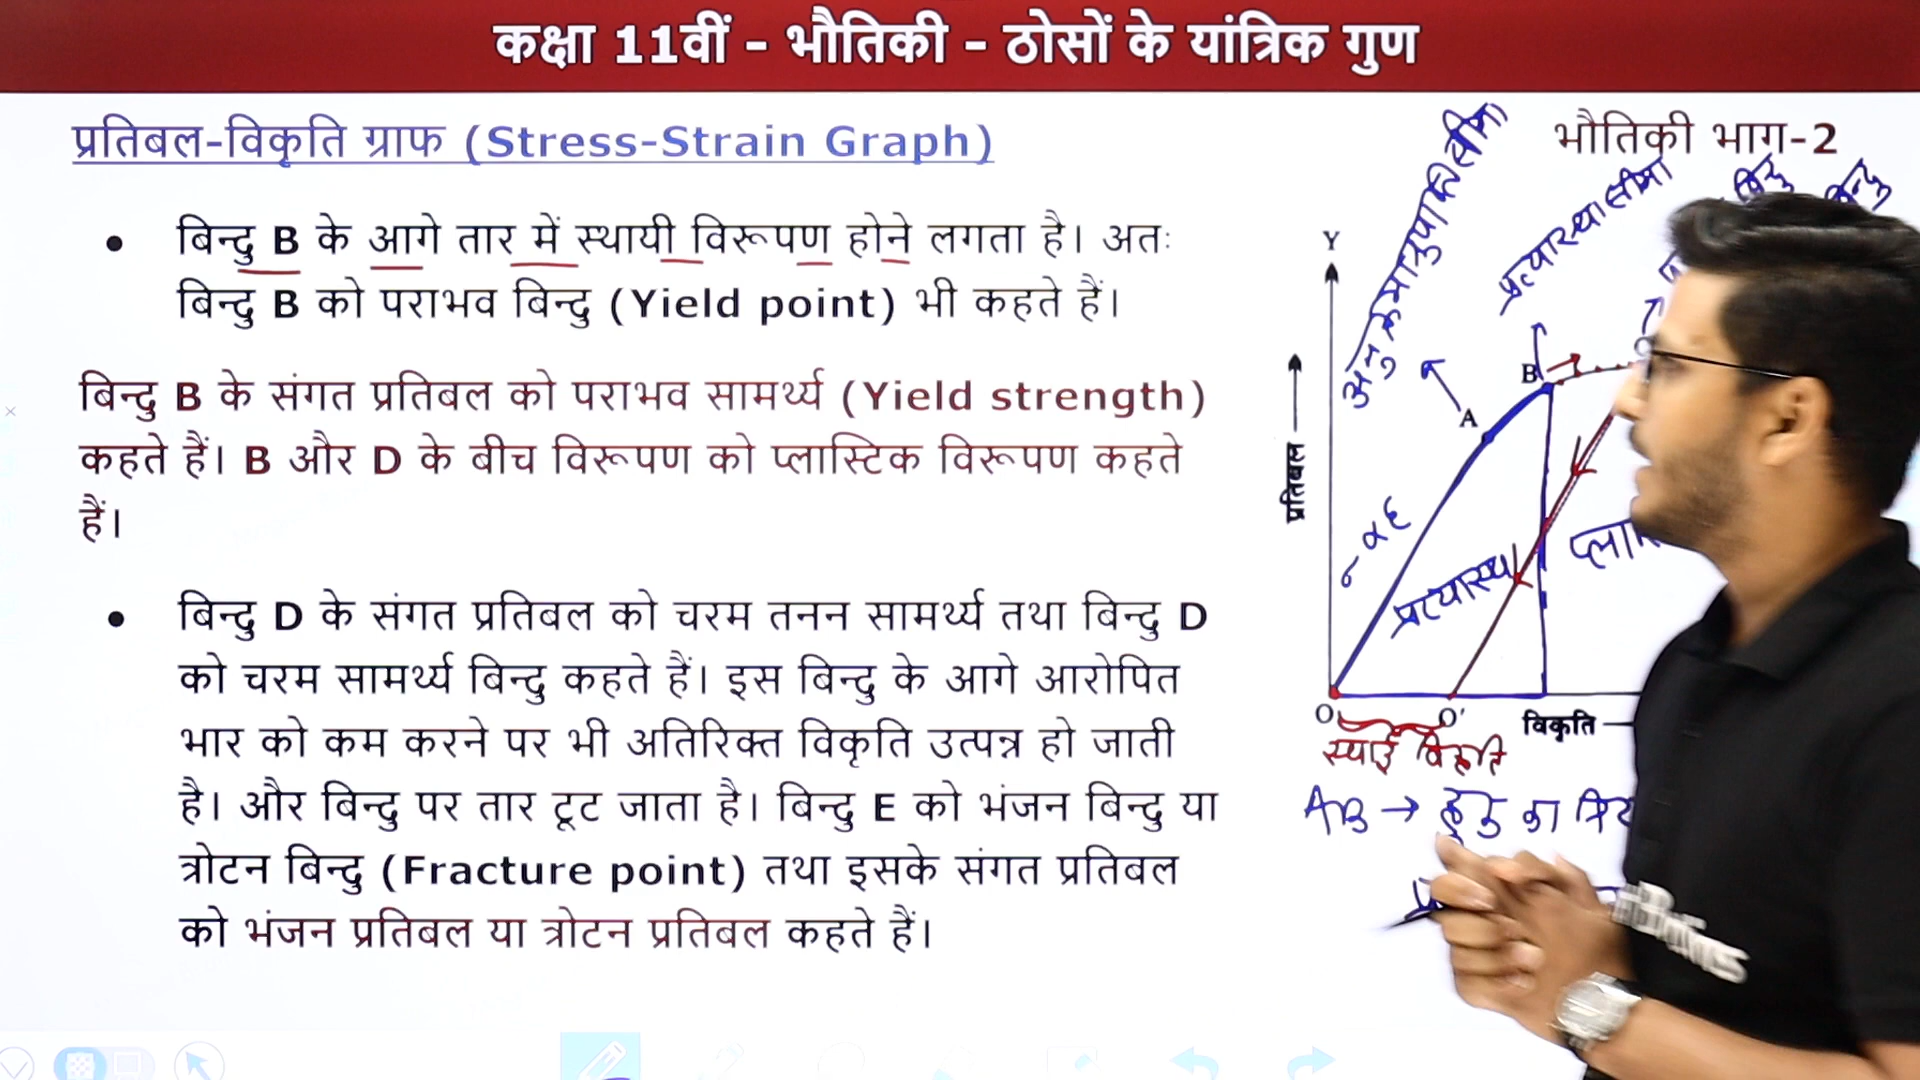 कक्षा 11वीं - भौतिकी - ठोसों के यांत्रिक गुण
प्रतिबल-विकृति ग्राफ (Stress-Strain Graph)
भौतिकी भाग-2
बिन्दु B के आगे तार में स्थायी विरूपण होने लगता है। अतः
बिन्दु B को पराभव बिन्दु (Yield point) भी कहते हैं।
बिन्दु B के संगत प्रतिबल को पराभव सामर्थ्य (Yield strength)
कहते हैं। B और D के बीच विरूपण को प्लास्टिक विरूपण कहते
हैं।
बिन्दु D के संगत प्रतिबल को चरम तनन सामर्थ्य तथा बिन्दु D
को चरम सामर्थ्य बिन्दु कहते हैं। इस बिन्दु के आगे आरोपित
भार को कम करने पर भी अतिरिक्त विकृति उत्पन्न हो जाती
है। और बिन्दु पर तार टूट जाता है। बिन्दु E को भंजन बिन्दु या
त्रोटन बिन्दु (Fracture point) तथा इसके संगत प्रतिबल
को भंजन प्रतिबल या त्रोटन प्रतिबल कहते हैं।
प्रत्यास्था सीमा
बिन्दु
बिन्दु
Y
B
A
प्रतिबल
σ α ε
प्रत्यास्थ
O
O'
विकृति
स्थाई विकृति
AB →
का